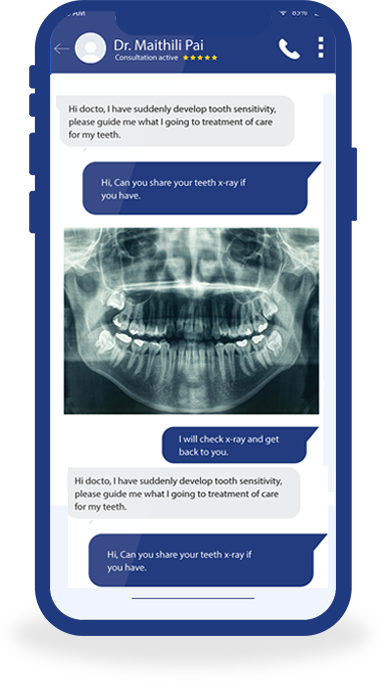 AM 85%
Dr. Maithili Pai
Consultation active
Hi docto, I have suddenly develop tooth sensitivity,
please guide me what I going to treatment of care
for my teeth.
Hi, Can you share your teeth x-ray if
you have.
I will check x-ray and get
back to you.
Hi docto, I have suddenly develop tooth sensitivity,
please guide me what I going to treatment of care
for my teeth.
Hi, Can you share your teeth x-ray if
you have.